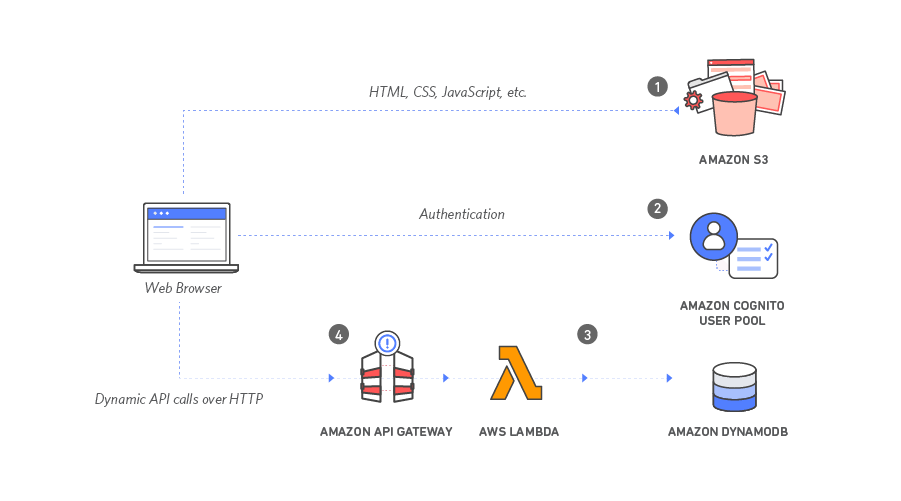 HTML, CSS, JavaScript, etc.
1
AMAZON S3
Authentication
2
Web Browser
AMAZON COGNITO
USER POOL
4
3
Dynamic API calls over HTTP
AMAZON API GATEWAY
AWS LAMBDA
AMAZON DYNAMODB